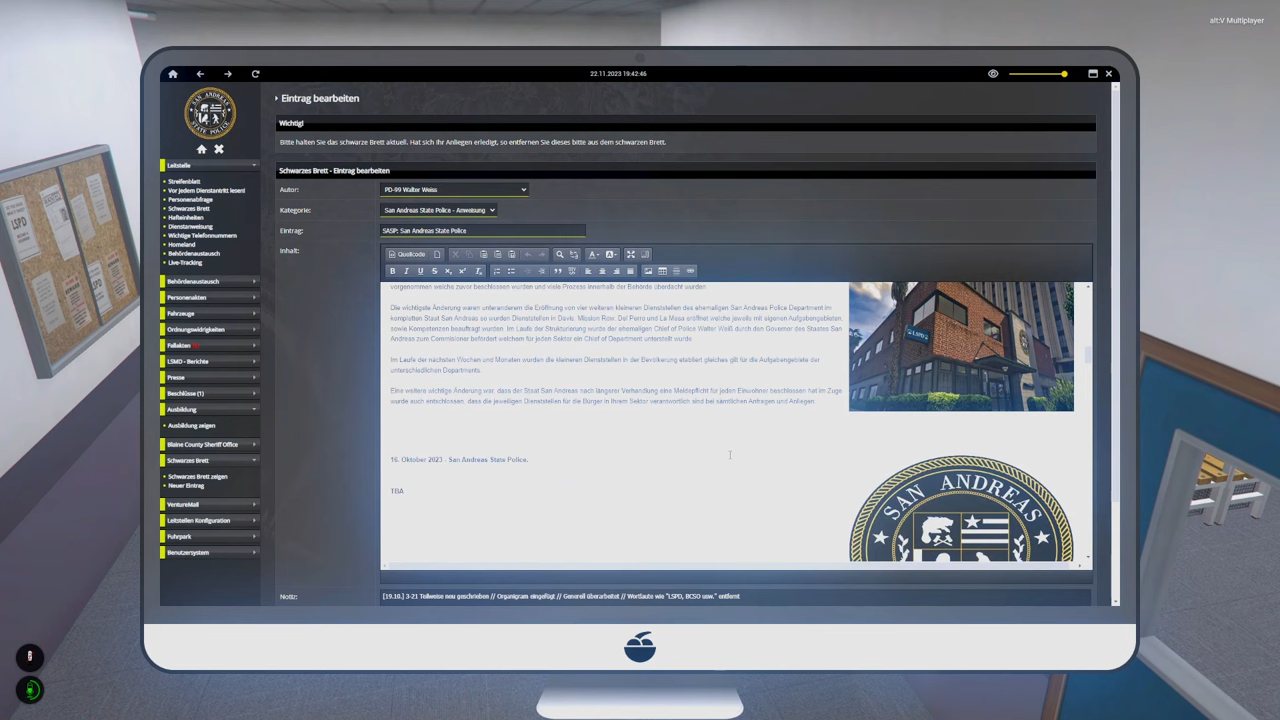 alt:V Multiplayer
22.11.2023 19:42:46
SAN ANDREAS
STATE POLICE
Leitstelle
Streifenblatt
Vor jedem Dienstantritt lesen!
Personenabfrage
Schwarzes Brett
Hafteinheiten
Dienstanweisung
Wichtige Telefonnummern
Homeland
Behördenaustausch
Live-Tracking
Behördenaustausch
Personenakten
Fahrzeuge
Ordnungswidrigkeiten
Fallakten
LSMD - Berichte
Presse
Beschlüsse (1)
Ausbildung
Ausbildung zeigen
Blaine County Sheriff Office
Schwarzes Brett
Schwarzes Brett zeigen
Neuer Eintrag
VentureMail
Leitstellen Konfiguration
Fuhrpark
Benutzersystem
Eintrag bearbeiten
Wichtig!
Bitte halten Sie das schwarze Brett aktuell. Hat sich Ihr Anliegen erledigt, so entfernen Sie dieses bitte aus dem schwarzen Brett.
Schwarzes Brett - Eintrag bearbeiten
Autor: PD-99 Walter Weiss
Kategorie: San Andreas State Police - Anweisung
Eintrag: SASP: San Andreas State Police
Inhalt:
Quellcode
vorgenommen welche zuvor beschlossen wurden und viele Prozess innerhalb der Behörde überdacht wurden
Die wichtigste Änderung waren unteranderem die Eröffnung von vier weiteren kleineren Dienststellen des ehemaligen San Andreas Police Department im
kompletten Staat San Andreas so wurden Dienststellen in Davis, Mission Row, Del Perro und La Mesa eröffnet welche jeweils mit eigenen Aufgabengebieten,
sowie Kompetenzen beauftragt wurden. Im Laufe der Strukturierung wurde der ehemaligen Chief of Police Walter Weiß durch den Governor des Staates San
Andreas zum Commissioner befördert welchem für jeden Sektor ein Chief of Department unterstellt wurde.
Im Laufe der nächsten Wochen und Monaten wurden die kleineren Dienststellen in der Bevölkerung etabliert gleiches gilt für die Aufgabengebiete der
unterschiedlichen Departments.
Eine weitere wichtige Änderung war, dass der Staat San Andreas nach längerer Verhandlung eine Meldepflicht für jeden Einwohner beschlossen hat im Zuge
wurde auch entschlossen, dass die jeweiligen Dienststellen für die Bürger in Ihrem Sektor verantwortlich sind bei sämtlichen Anfragen und Anliegen.
LSPD
16. Oktober 2023 - San Andreas State Police.
TBA
SAN ANDREAS
Notiz: [19.10.] 3-21 Teilweise neu geschrieben // Organigram eingefügt // Generell überarbeitet // Wortlaute wie "LSPD, BCSO usw." entfernt